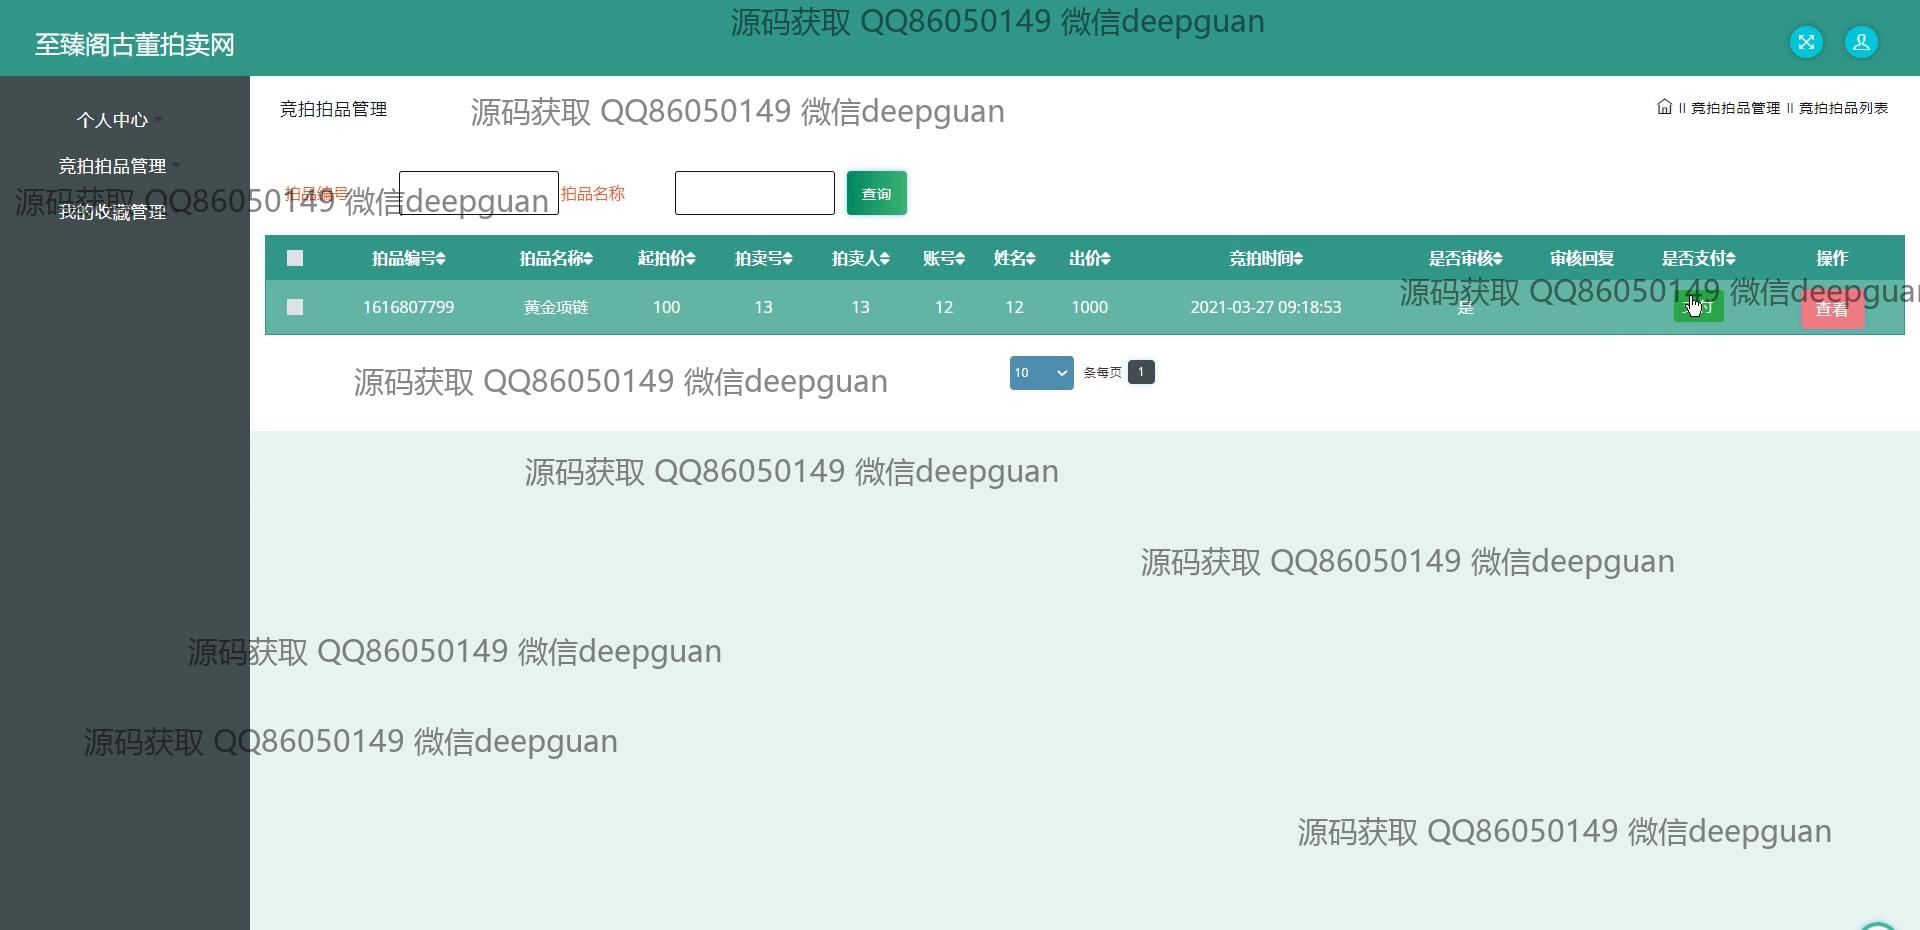 源码获取 QQ86050149 微信deepguan
至臻阁古董拍卖网
个人中心
竞拍拍品管理
我的收藏管理
竞拍拍品管理
源码获取 QQ86050149 微信deepguan
|| 竞拍拍品管理 || 竞拍拍品列表
拍品编号
拍品名称
查询
源码获取 QQ86050149 微信deepguan
拍品编号 拍品名称 起拍价 拍卖号 拍卖人 账号 姓名 出价 竞拍时间 是否审核 审核回复 是否支付 操作
源码获取 QQ86050149 微信deepguan
1616807799 黄金项链 100 13 13 12 12 1000 2021-03-27 09:18:53 是 支付 查看
10 条每页 1
源码获取 QQ86050149 微信deepguan
源码获取 QQ86050149 微信deepguan
源码获取 QQ86050149 微信deepguan
源码获取 QQ86050149 微信deepguan
源码获取 QQ86050149 微信deepguan
源码获取 QQ86050149 微信deepguan